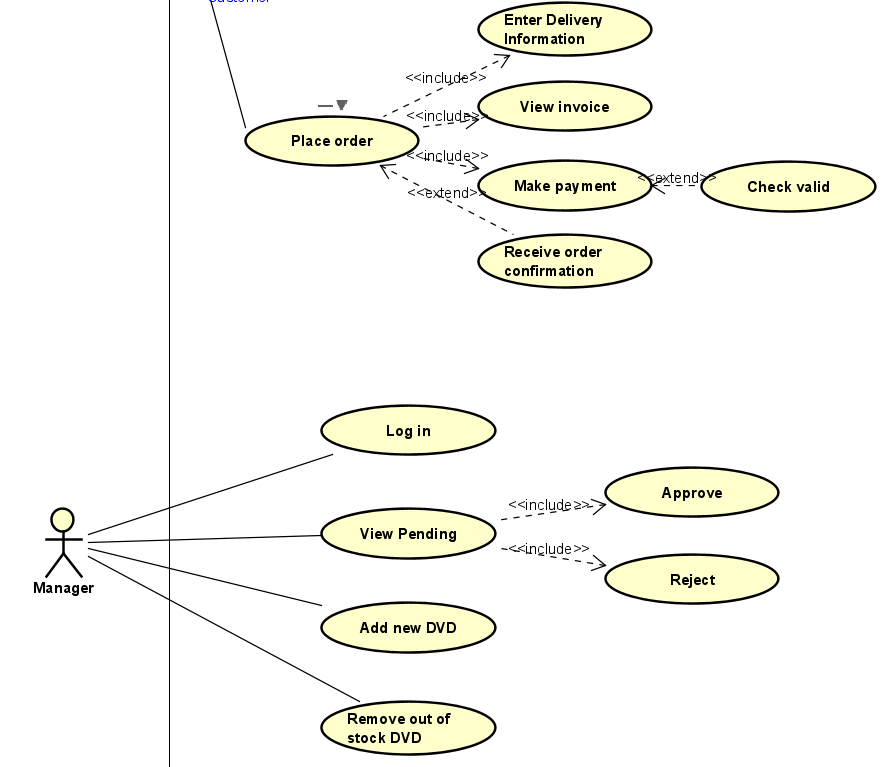 Customer
Enter Delivery
Information
<<include>>
View invoice
<<include>>
Place order
<<include>>
Make payment
<<extend>>
Check valid
<<extend>>
Receive order
confirmation
Log in
Approve
<<include>>
View Pending
<<include>>
Reject
Manager
Add new DVD
Remove out of
stock DVD